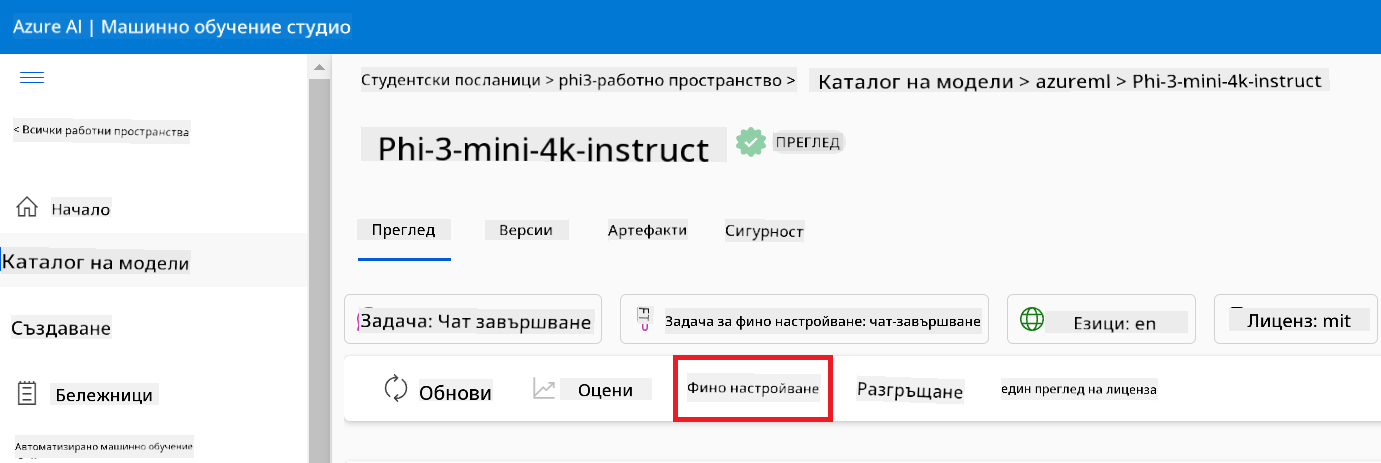 Azure AI | Машинно обучение студио
Студентски посланици > phi3-работно пространство > Каталог на модели > azureml > Phi-3-mini-4k-instruct
< Всички работни пространства
Phi-3-mini-4k-instruct ПРЕГЛЕД
Начало
Преглед Версии Артефакти Сигурност
Каталог на модели
Създаване
Задача: Чат завършване FT Задача за фино настройване: чат-завършване Езици: en Лиценз: mit
Бележници
Обнови Оцени Фино настройване Разгръщане един преглед на лиценза
Автоматизирано машинно обучение